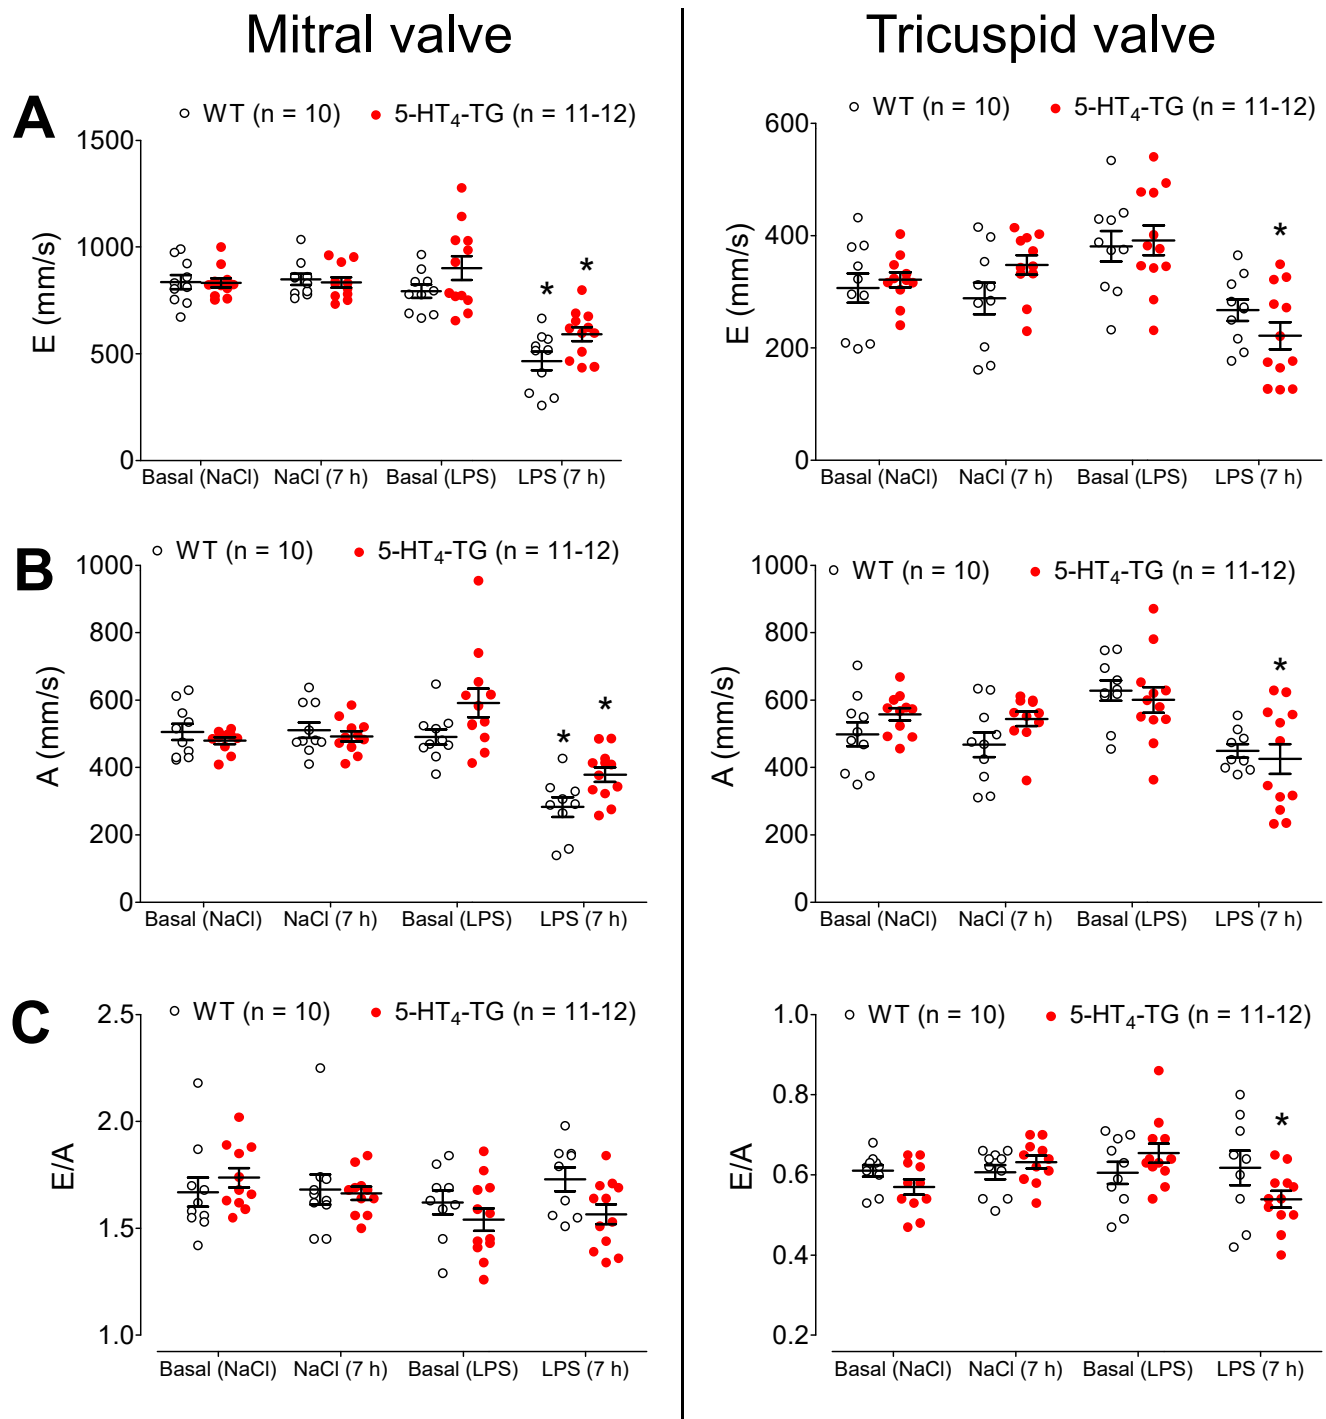 Mitral valve
Tricuspid valve
A
WT (n = 10) 5-HT4-TG (n = 11-12)
1500
1000
500
0
E (mm/s)
*
*
Basal (NaCl) NaCl (7 h) Basal (LPS) LPS (7 h)
WT (n = 10) 5-HT4-TG (n = 11-12)
600
400
200
0
E (mm/s)
*
Basal (NaCl) NaCl (7 h) Basal (LPS) LPS (7 h)
B
WT (n = 10) 5-HT4-TG (n = 11-12)
1000
800
600
400
200
0
A (mm/s)
*
*
Basal (NaCl) NaCl (7 h) Basal (LPS) LPS (7 h)
WT (n = 10) 5-HT4-TG (n = 11-12)
1000
800
600
400
200
0
A (mm/s)
*
Basal (NaCl) NaCl (7 h) Basal (LPS) LPS (7 h)
C
WT (n = 10) 5-HT4-TG (n = 11-12)
2.5
2.0
1.5
1.0
E/A
Basal (NaCl) NaCl (7 h) Basal (LPS) LPS (7 h)
WT (n = 10) 5-HT4-TG (n = 11-12)
1.0
0.8
0.6
0.4
0.2
E/A
*
Basal (NaCl) NaCl (7 h) Basal (LPS) LPS (7 h)